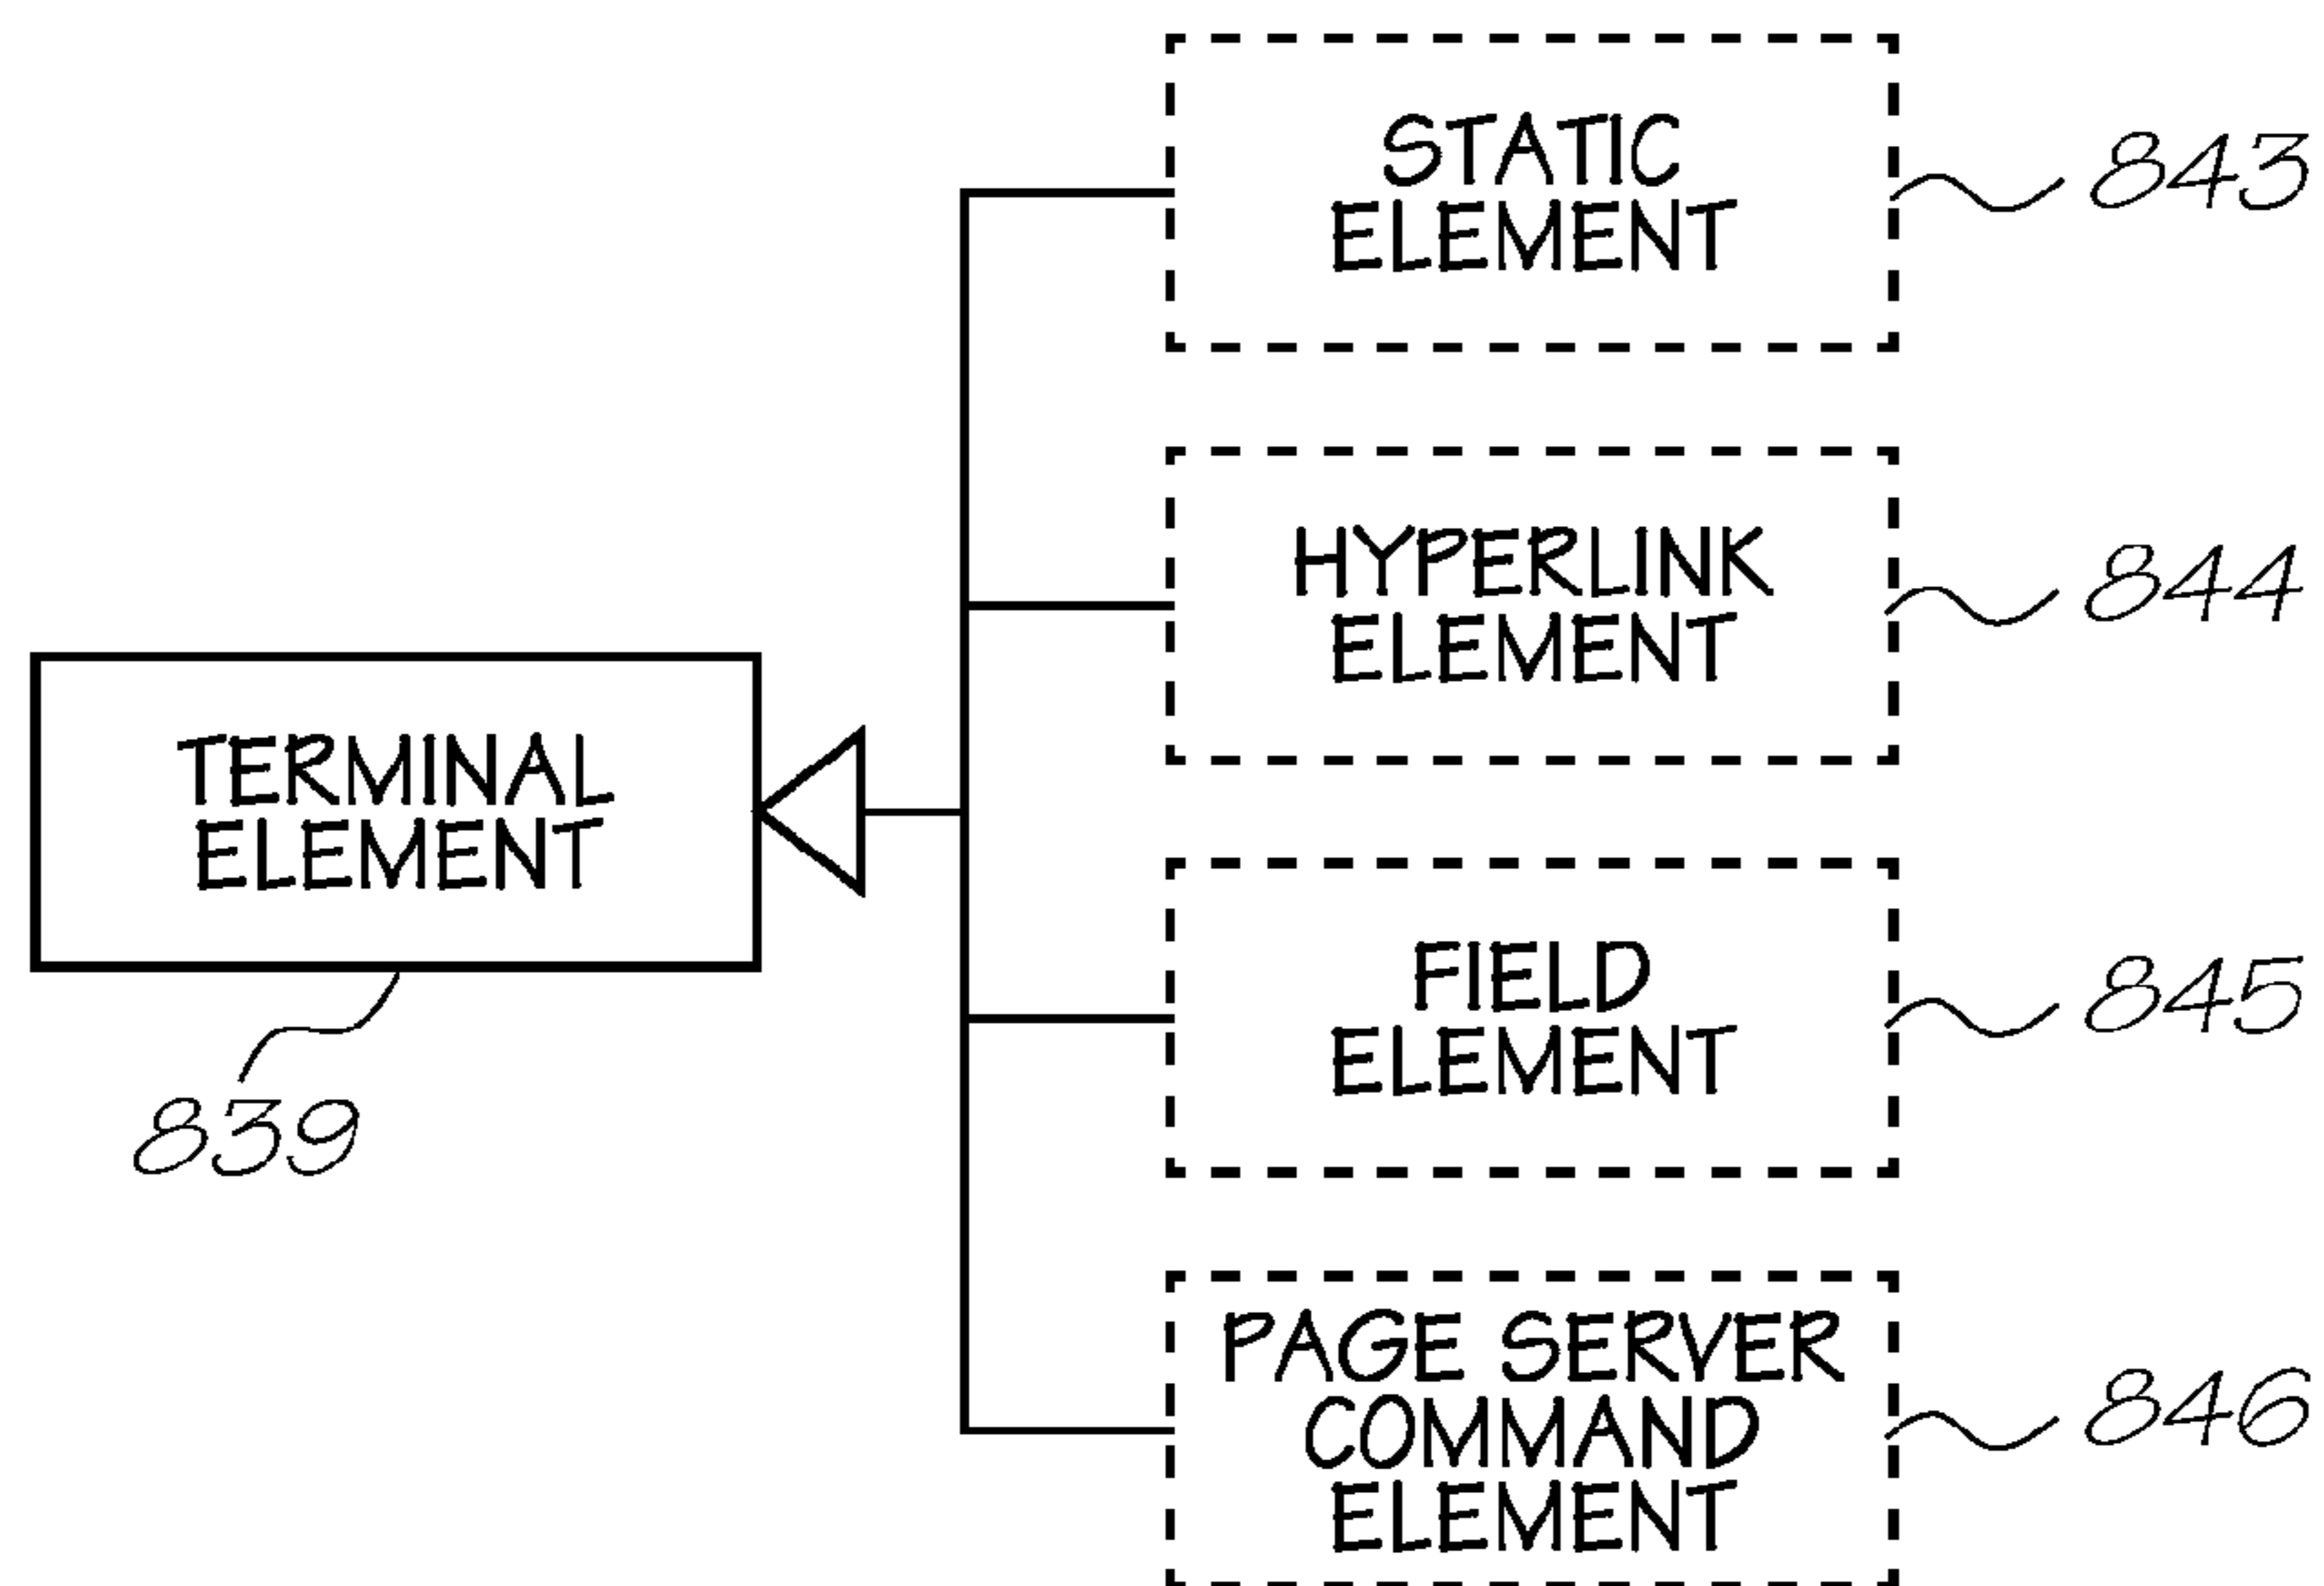 STATIC
ELEMENT
843
HYPERLINK
ELEMENT
844
TERMINAL
ELEMENT
839
FIELD
ELEMENT
845
PAGE SERVER
COMMAND
ELEMENT
846